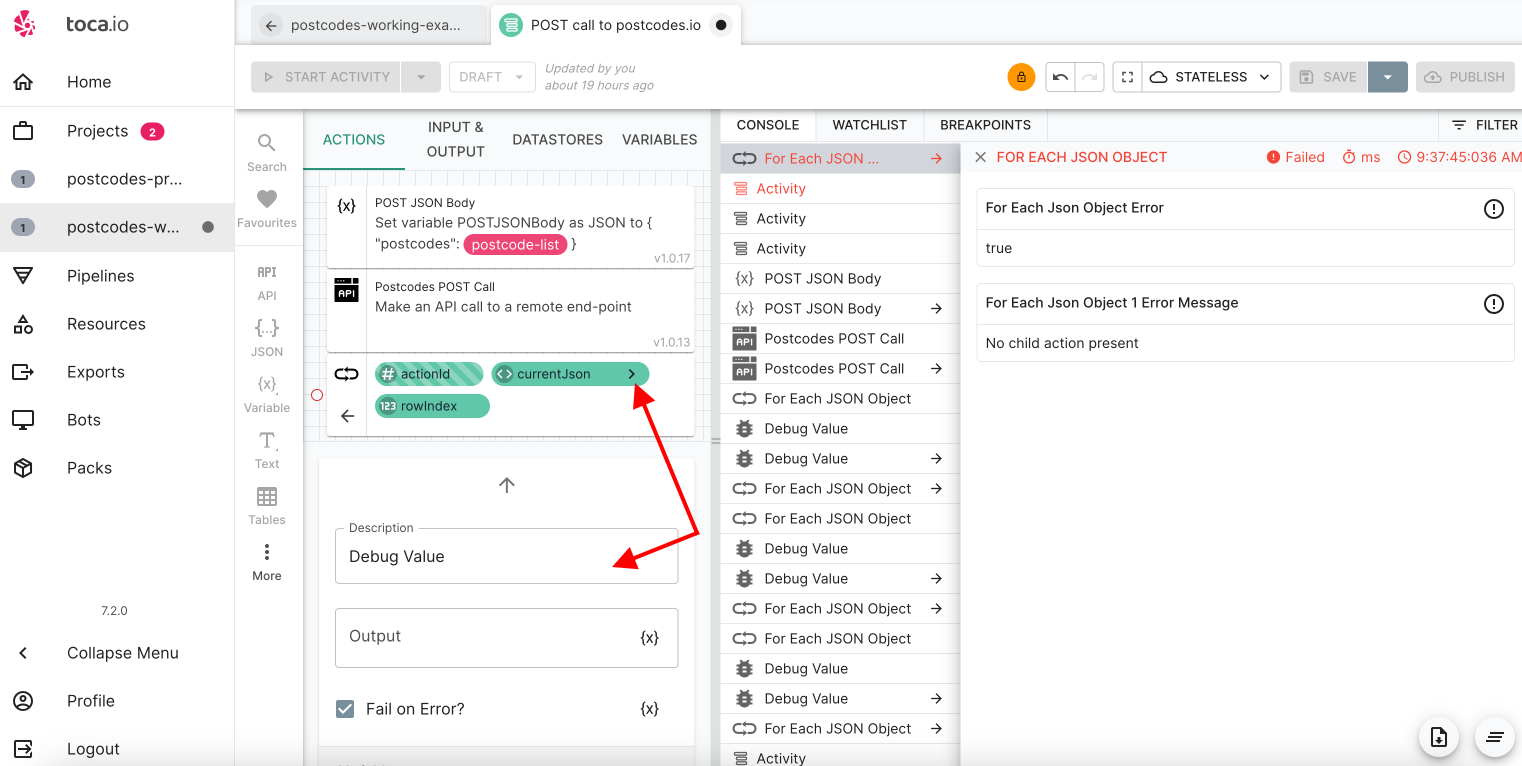 toca.io
Home
Projects 2
1 postcodes-pr...
1 postcodes-w...
Pipelines
Resources
Exports
Bots
Packs
7.2.0
Collapse Menu
Profile
Logout
postcodes-working-exa...
POST call to postcodes.io
START ACTIVITY
DRAFT
Updated by you
about 19 hours ago
STATELESS
SAVE
PUBLISH
Search
Favourites
API
API
{...}
JSON
{x}
Variable
T
Text
Tables
More
ACTIONS
INPUT &
OUTPUT
DATASTORES
VARIABLES
{x}
POST JSON Body
Set variable POSTJSONBody as JSON to {
"postcodes": postcode-list }
v1.0.17
API
Postcodes POST Call
Make an API call to a remote end-point
v1.0.13
# actionId
<> currentJson
123 rowIndex
Description
Debug Value
Output {x}
Fail on Error? {x}
CONSOLE
WATCHLIST
BREAKPOINTS
FILTER
For Each JSON ...
Activity
Activity
Activity
{x} POST JSON Body
{x} POST JSON Body
API Postcodes POST Call
API Postcodes POST Call
For Each JSON Object
Debug Value
Debug Value
For Each JSON Object
For Each JSON Object
Debug Value
Debug Value
For Each JSON Object
For Each JSON Object
Debug Value
Debug Value
For Each JSON Object
Activity
FOR EACH JSON OBJECT
Failed
ms
9:37:45:036 AM
For Each Json Object Error
true
For Each Json Object 1 Error Message
No child action present